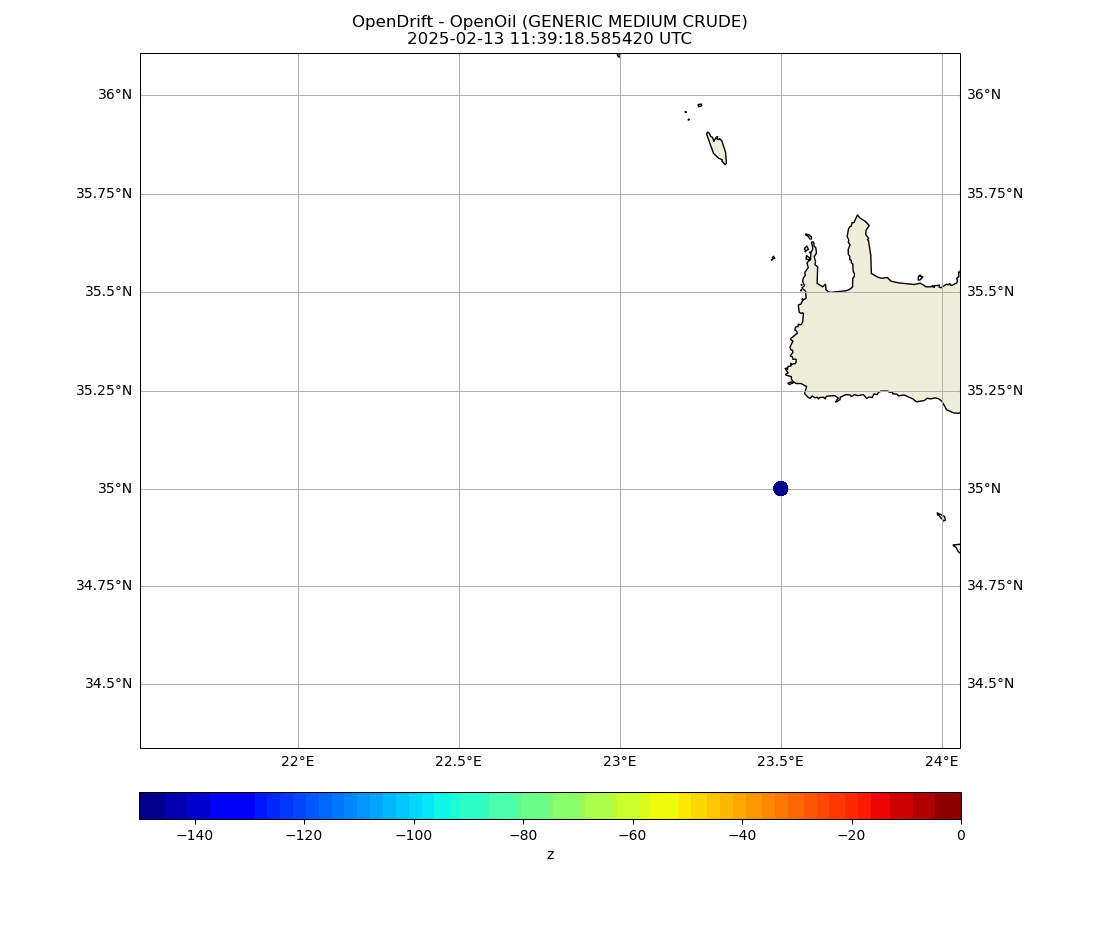 OpenDrift - OpenOil (GENERIC MEDIUM CRUDE)
2025-02-13 11:39:18.585420 UTC
36°N 36°N
35.75°N 35.75°N
35.5°N 35.5°N
35.25°N 35.25°N
35°N 35°N
34.75°N 34.75°N
34.5°N 34.5°N
22°E 22.5°E 23°E 23.5°E 24°E
−140 −120 −100 −80 −60 −40 −20 0
z